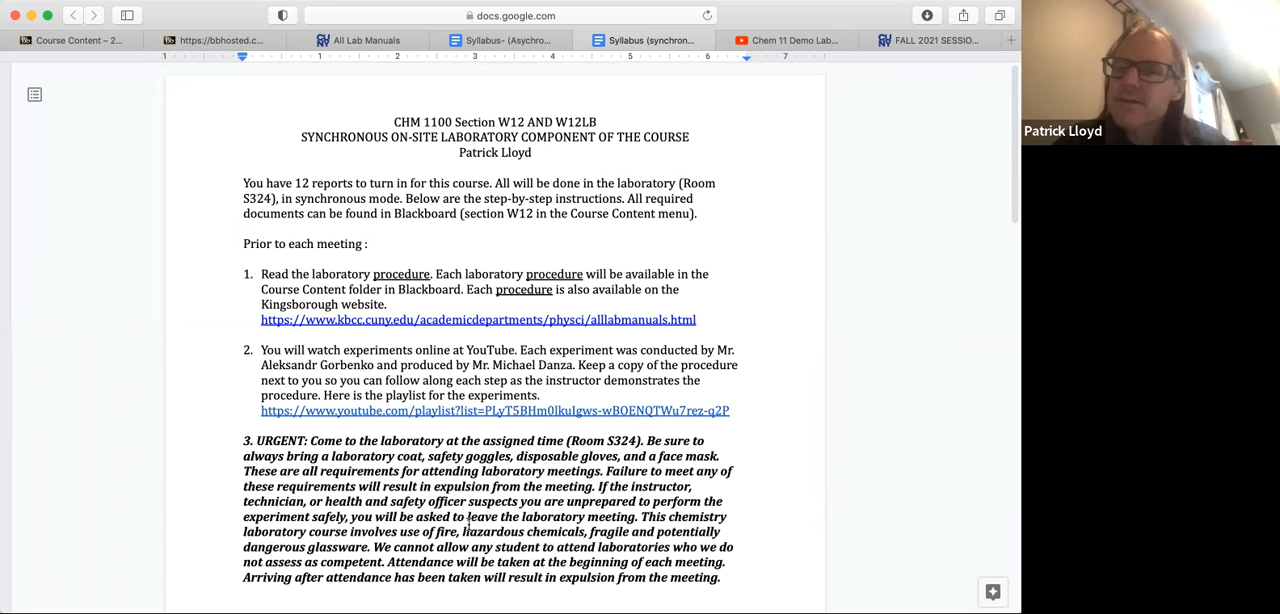 docs.google.com
Course Content – 2...
https://bbhosted.c...
All Lab Manuals
Syllabus- (Asychro...
Syllabus (synchron...
Chem 11 Demo Lab...
FALL 2021 SESSIO...
1 1 2 3 4 5 6 7
CHM 1100 Section W12 AND W12LB
SYNCHRONOUS ON-SITE LABORATORY COMPONENT OF THE COURSE
Patrick Lloyd
You have 12 reports to turn in for this course. All will be done in the laboratory (Room
S324), in synchronous mode. Below are the step-by-step instructions. All required
documents can be found in Blackboard (section W12 in the Course Content menu).
Prior to each meeting :
1. Read the laboratory procedure. Each laboratory procedure will be available in the
Course Content folder in Blackboard. Each procedure is also available on the
Kingsborough website.
https://www.kbcc.cuny.edu/academicdepartments/physci/alllabmanuals.html
2. You will watch experiments online at YouTube. Each experiment was conducted by Mr.
Aleksandr Gorbenko and produced by Mr. Michael Danza. Keep a copy of the procedure
next to you so you can follow along each step as the instructor demonstrates the
procedure. Here is the playlist for the experiments.
https://www.youtube.com/playlist?list=PLyT5BHm0lkuIgws-wBOENQTWu7rez-q2P
3. URGENT: Come to the laboratory at the assigned time (Room S324). Be sure to
always bring a laboratory coat, safety goggles, disposable gloves, and a face mask.
These are all requirements for attending laboratory meetings. Failure to meet any of
these requirements will result in expulsion from the meeting. If the instructor,
technician, or health and safety officer suspects you are unprepared to perform the
experiment safely, you will be asked to leave the laboratory meeting. This chemistry
laboratory course involves use of fire, hazardous chemicals, fragile and potentially
dangerous glassware. We cannot allow any student to attend laboratories who we do
not assess as competent. Attendance will be taken at the beginning of each meeting.
Arriving after attendance has been taken will result in expulsion from the meeting.
Patrick Lloyd